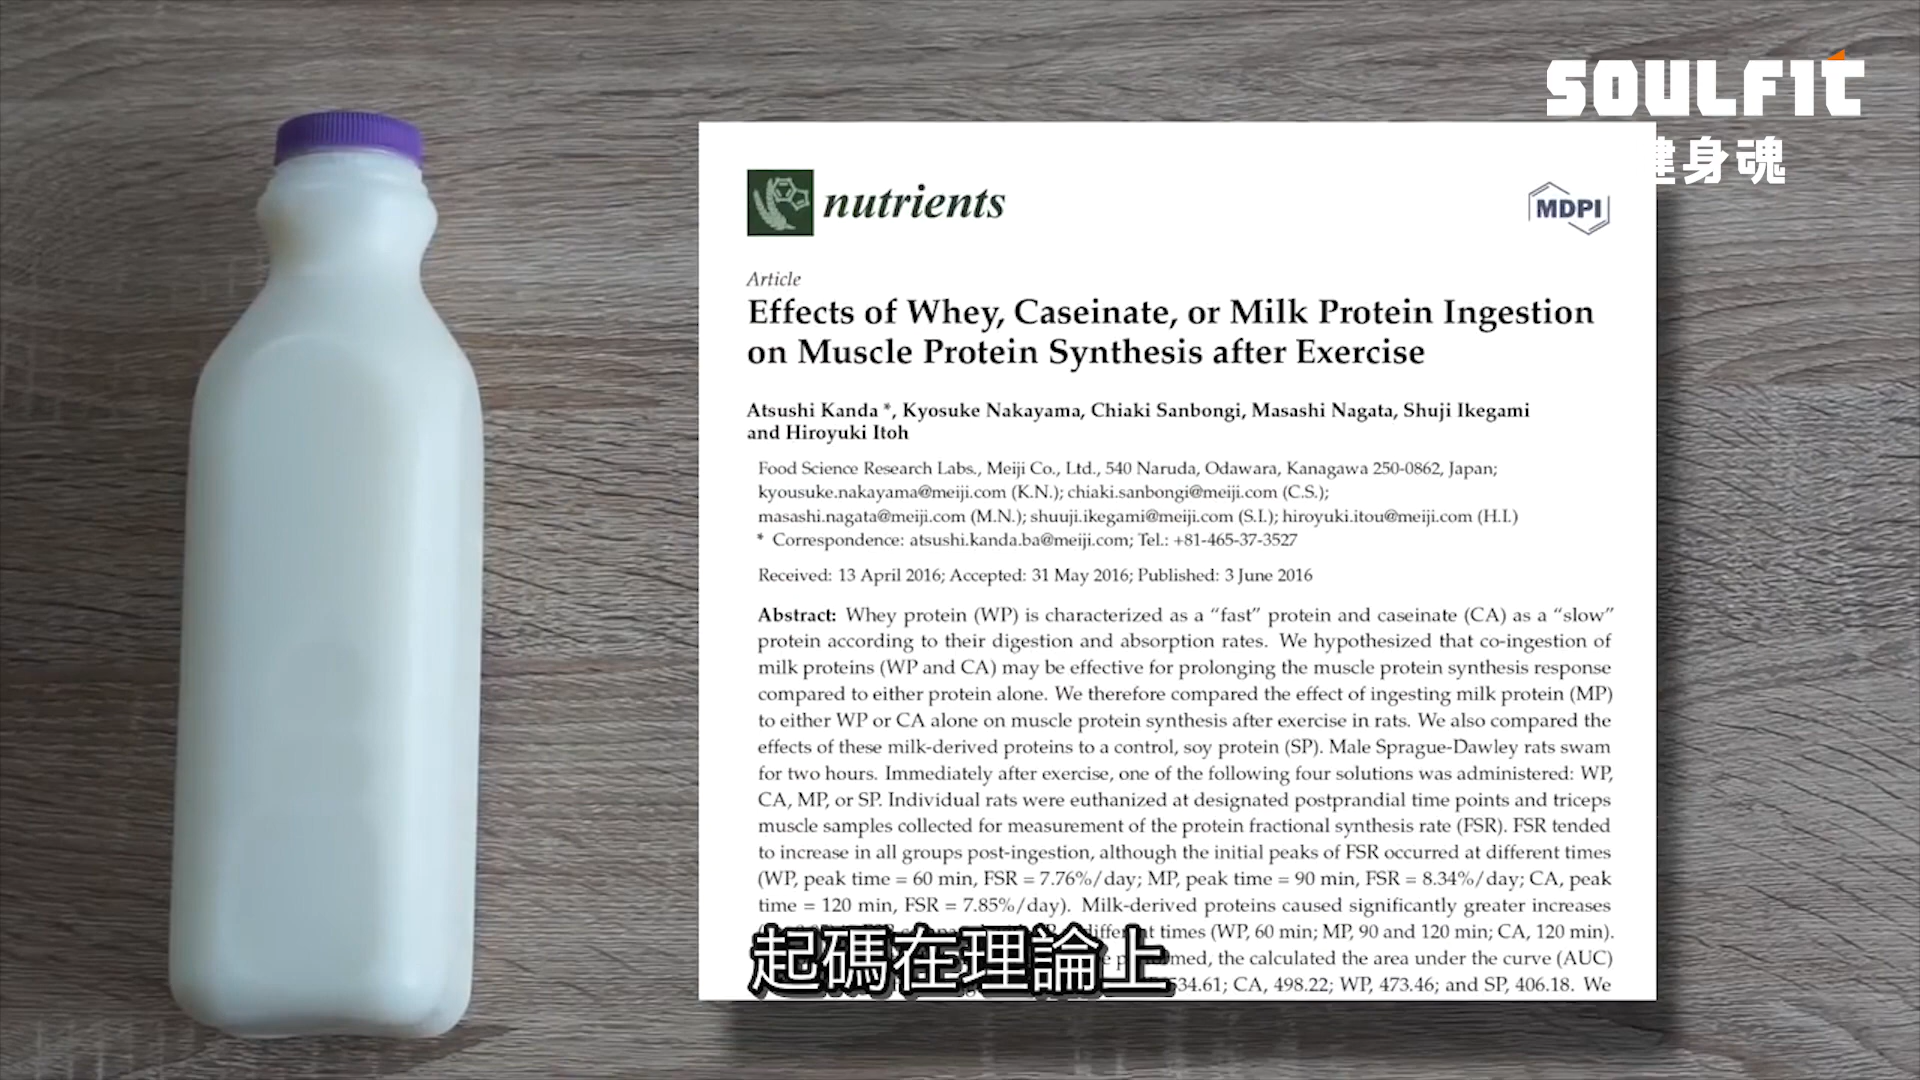 SOULFIT
健身魂
nutrients
MDPI
Article
Effects of Whey, Caseinate, or Milk Protein Ingestion
on Muscle Protein Synthesis after Exercise
Atsushi Kanda *, Kyosuke Nakayama, Chiaki Sanbongi, Masashi Nagata, Shuji Ikegami
and Hiroyuki Itoh
Food Science Research Labs., Meiji Co., Ltd., 540 Naruda, Odawara, Kanagawa 250-0862, Japan;
kyousuke.nakayama@meiji.com (K.N.); chiaki.sanbongi@meiji.com (C.S.);
masashi.nagata@meiji.com (M.N.); shuuji.ikegami@meiji.com (S.I.); hiroyuki.itou@meiji.com (H.I.)
* Correspondence: atsushi.kanda.ba@meiji.com; Tel.: +81-465-37-3527
Received: 13 April 2016; Accepted: 31 May 2016; Published: 3 June 2016
Abstract: Whey protein (WP) is characterized as a “fast” protein and caseinate (CA) as a “slow”
protein according to their digestion and absorption rates. We hypothesized that co-ingestion of
milk proteins (WP and CA) may be effective for prolonging the muscle protein synthesis response
compared to either protein alone. We therefore compared the effect of ingesting milk protein (MP)
to either WP or CA alone on muscle protein synthesis after exercise in rats. We also compared the
effects of these milk-derived proteins to a control, soy protein (SP). Male Sprague-Dawley rats swam
for two hours. Immediately after exercise, one of the following four solutions was administered: WP,
CA, MP, or SP. Individual rats were euthanized at designated postprandial time points and triceps
muscle samples collected for measurement of the protein fractional synthesis rate (FSR). FSR tended
to increase in all groups post-ingestion, although the initial peaks of FSR occurred at different times
(WP, peak time = 60 min, FSR = 7.76%/day; MP, peak time = 90 min, FSR = 8.34%/day; CA, peak
time = 120 min, FSR = 7.85%/day). Milk-derived proteins caused significantly greater increases
different times (WP, 60 min; MP, 90 and 120 min; CA, 120 min).
the calculated the area under the curve (AUC)
CA, 498.22; WP, 473.46; and SP, 406.18. We
起碼在理論上